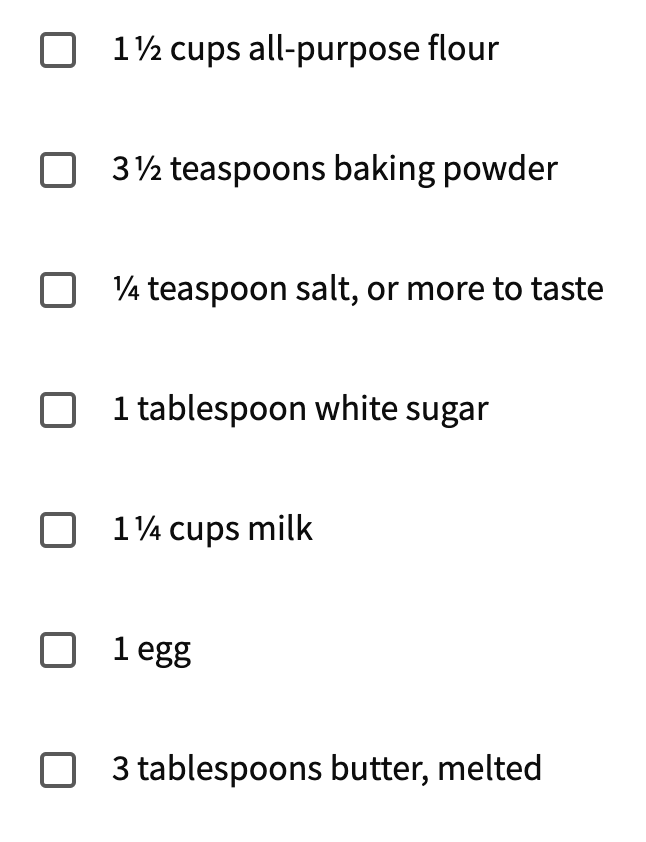 1 ½ cups all-purpose flour
3 ½ teaspoons baking powder
¼ teaspoon salt, or more to taste
1 tablespoon white sugar
1 ¼ cups milk
1 egg
3 tablespoons butter, melted